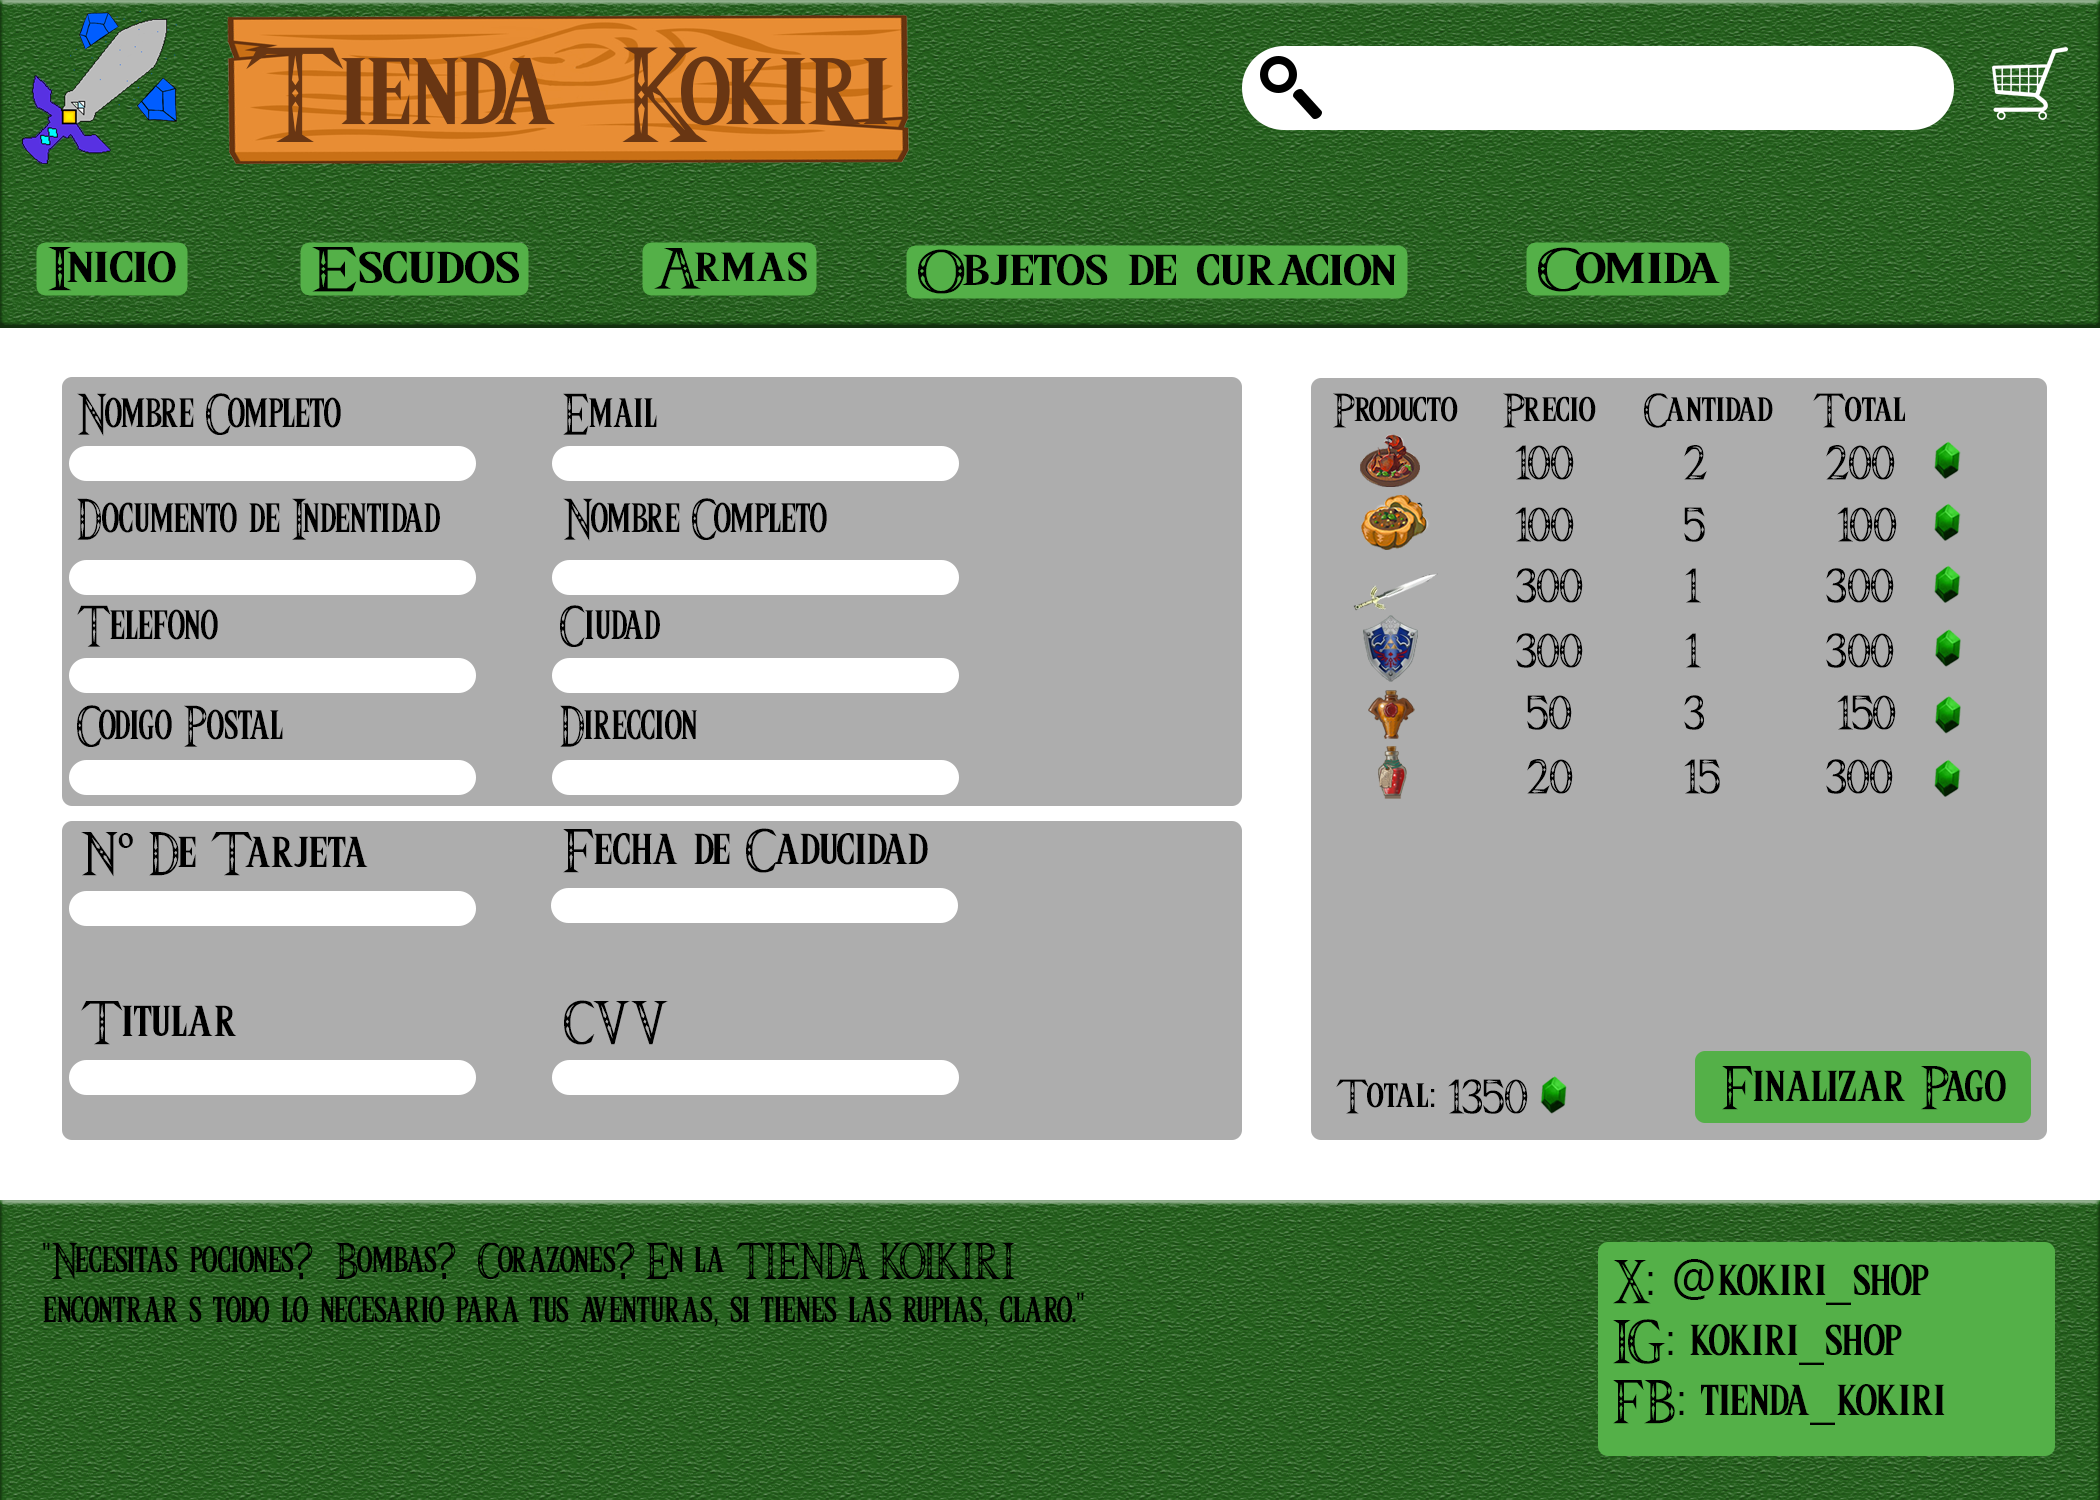 Tienda Kokiri
Inicio
Escudos
Armas
Objetos de curacion
Comida
Nombre Completo
Email
Documento de Indentidad
Nombre Completo
Telefono
Ciudad
Codigo Postal
Direccion
Nº De Tarjeta
Fecha de Caducidad
Titular
CVV
Producto Precio Cantidad Total
100 2 200
100 5 100
300 1 300
300 1 300
50 3 150
20 15 300
Total: 1350
Finalizar Pago
"Necesitas pociones? Bombas? Corazones? En la TIENDA KOIKIRI
encontrar s todo lo necesario para tus aventuras, si tienes las rupias, claro."
X: @kokiri_shop
IG: kokiri_shop
FB: tienda_kokiri